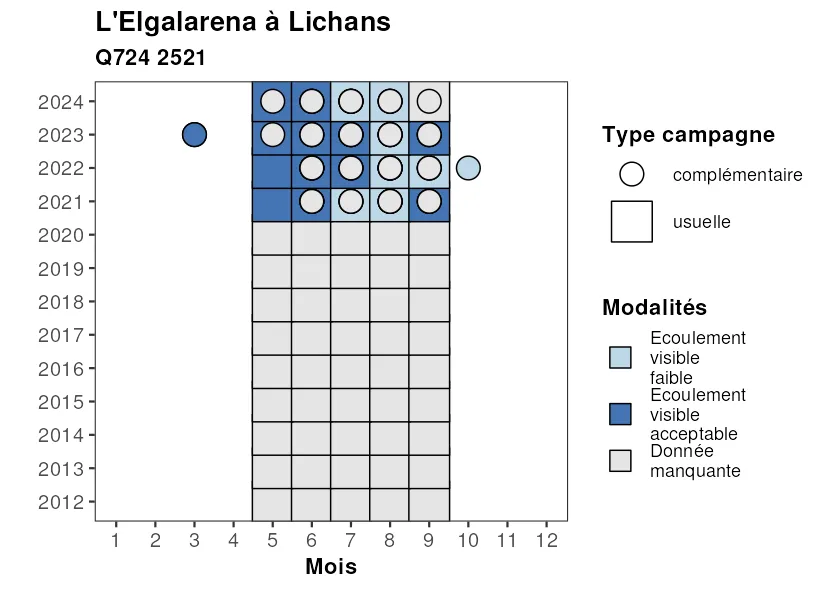 L'Elgalarena à Lichans
Q724 2521
2024
2023
2022
2021
2020
2019
2018
2017
2016
2015
2014
2013
2012
1 2 3 4 5 6 7 8 9 10 11 12
Mois
Type campagne
complémentaire
usuelle
Modalités
Ecoulement
visible
faible
Ecoulement
visible
acceptable
Donnée
manquante